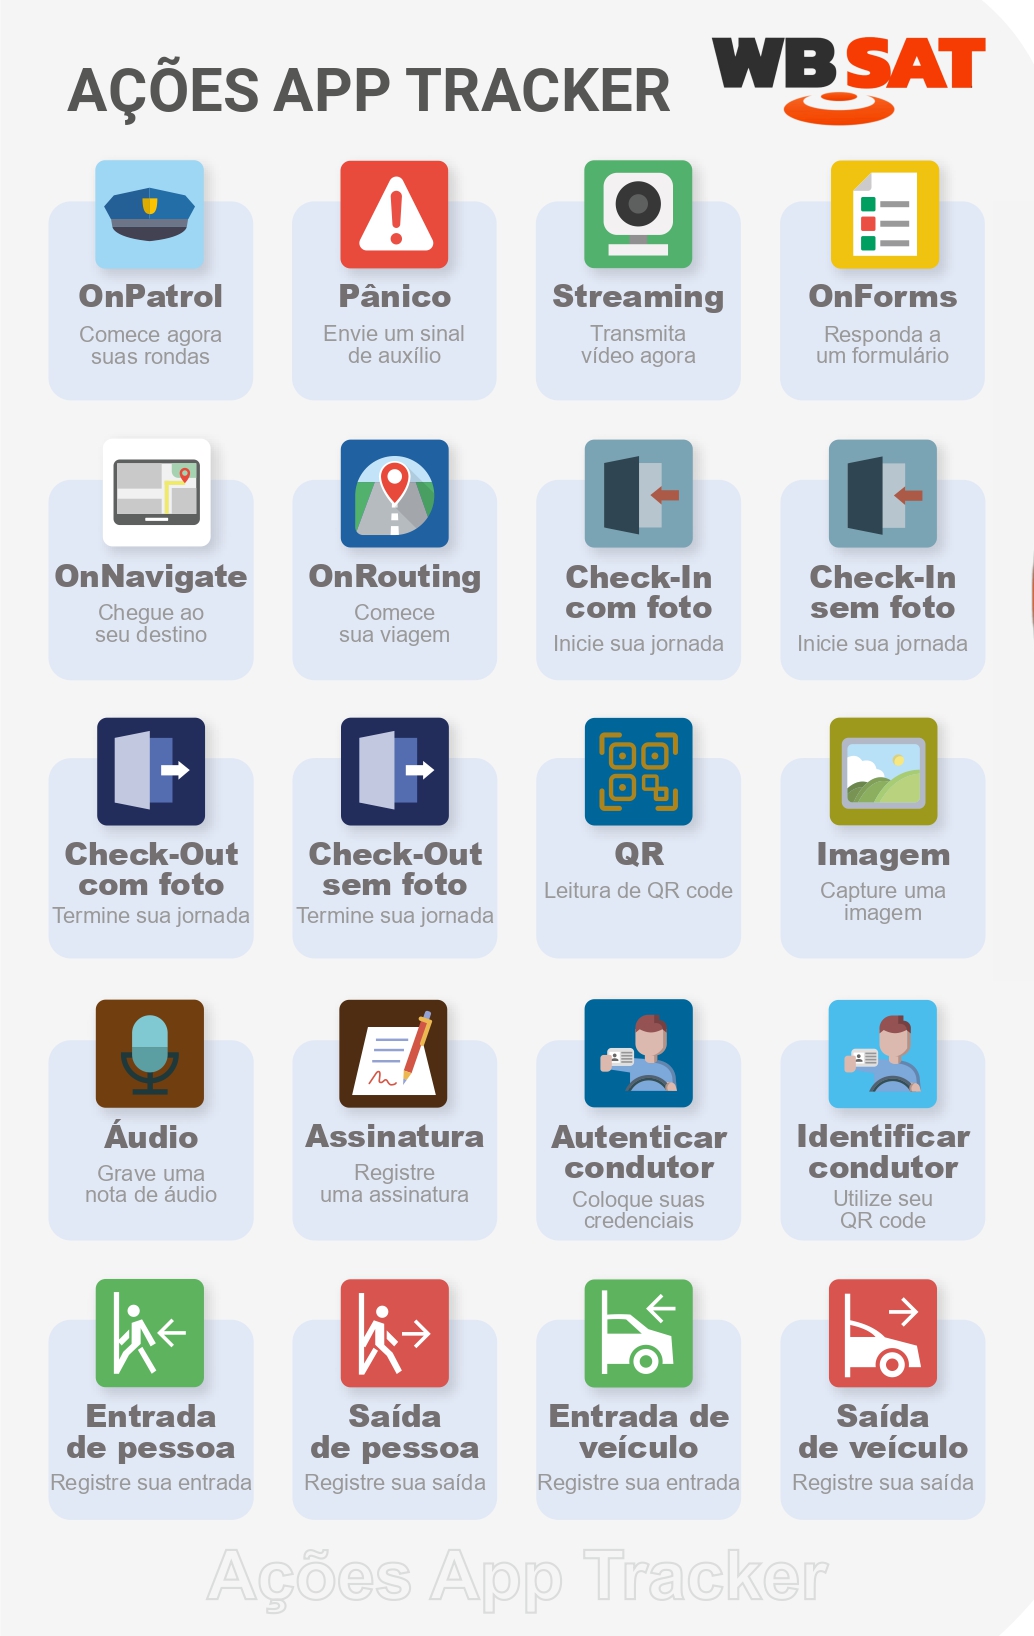 AÇÕES APP TRACKER
WB SAT
OnPatrol
Comece agora
suas rondas
Pânico
Envie um sinal
de auxílio
Streaming
Transmita
vídeo agora
OnForms
Responda a
um formulário
OnNavigate
Chegue ao
seu destino
OnRouting
Comece
sua viagem
Check-In
com foto
Inicie sua jornada
Check-In
sem foto
Inicie sua jornada
Check-Out
com foto
Termine sua jornada
Check-Out
sem foto
Termine sua jornada
QR
Leitura de QR code
Imagem
Capture uma
imagem
Áudio
Grave uma
nota de áudio
Assinatura
Registre
uma assinatura
Autenticar
condutor
Coloque suas
credenciais
Identificar
condutor
Utilize seu
QR code
Entrada
de pessoa
Registre sua entrada
Saída
de pessoa
Registre sua saída
Entrada de
veículo
Registre sua entrada
Saída
de veículo
Registre sua saída
Ações App Tracker